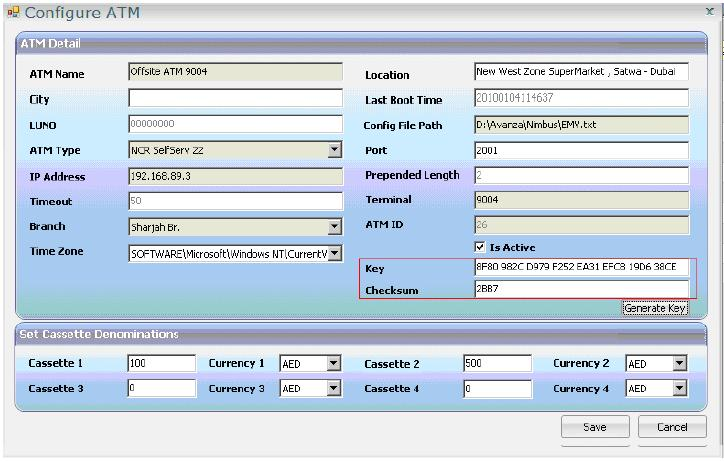 Configure ATM
ATM Detail
ATM Name Offsite ATM 9004 Location New West Zone SuperMarket , Satwa - Dubai
City Last Boot Time 20100104114637
LUNO 00000000 Config File Path D:\Avanza\Nimbus\EMV.txt
ATM Type NCR SelfServ 22 Port 2001
IP Address 192.168.89.3 Prepended Length 2
Timeout 50 Terminal 9004
Branch Sharjah Br. ATM ID 26
Is Active
Time Zone SOFTWARE\Microsoft\Windows NT\CurrentV
Key 8F80 982C D979 F252 EA31 EFC8 19D6 38CE
Checksum 2BB7
Generate Key
Set Cassette Denominations
Cassette 1 100 Currency 1 AED Cassette 2 500 Currency 2 AED
Cassette 3 0 Currency 3 AED Cassette 4 0 Currency 4 AED
Save Cancel